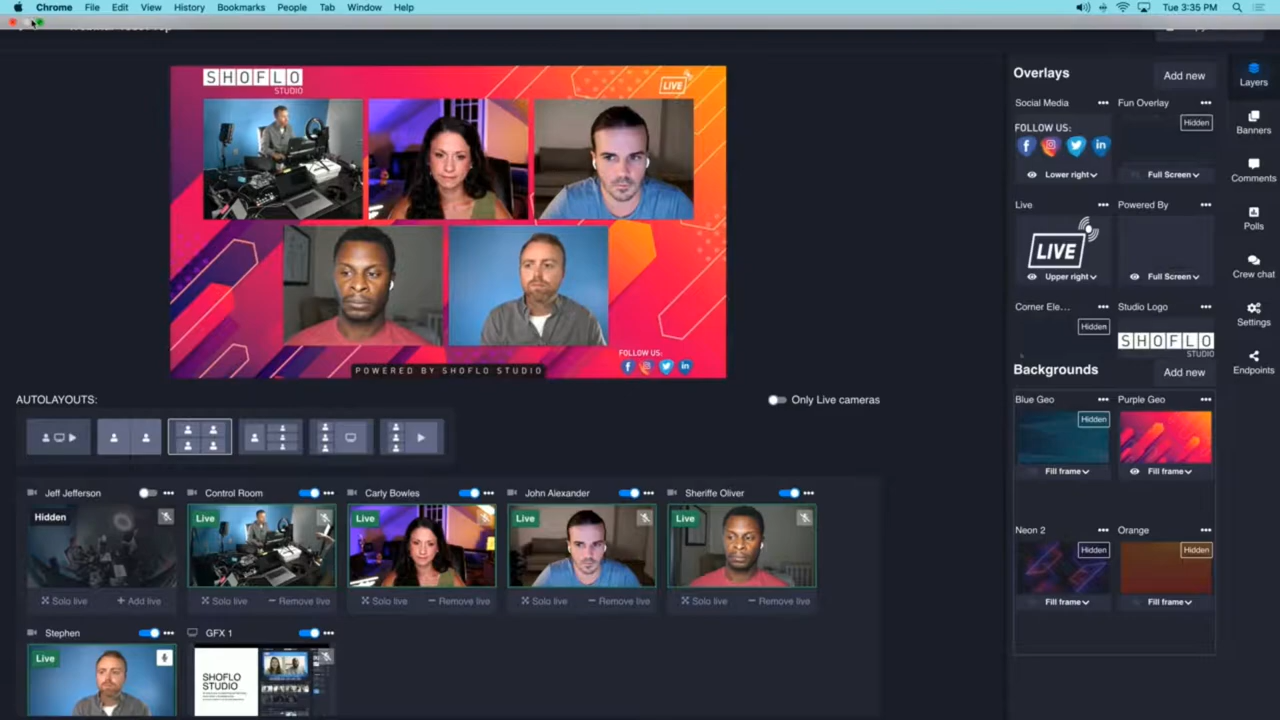 Chrome File Edit View History Bookmarks People Tab Window Help Tue 3:35 PM
SHOFLO
STUDIO
LIVE
FOLLOW US:
POWERED BY SHOFLO STUDIO
Overlays Add new
Social Media Fun Overlay
Hidden
FOLLOW US:
Lower right Full Screen
Live Powered By
LIVE
Upper right Full Screen
Corner Ele... Studio Logo
Hidden
SHOFLO
STUDIO
Backgrounds Add new
Blue Geo Purple Geo
Hidden
Fill frame Fill frame
Neon 2 Orange
Hidden Hidden
Fill frame Fill frame
Layers
Banners
Comments
Polls
Crew chat
Settings
Endpoints
AUTOLAYOUTS: Only Live cameras
Jeff Jefferson Control Room Carly Bowles John Alexander Sheriffe Oliver
Hidden Live Live Live Live
Solo live Add live Solo live Remove live Solo live Remove live Solo live Remove live Solo live Remove live
Stephen GFX 1
Live
SHOFLO
STUDIO